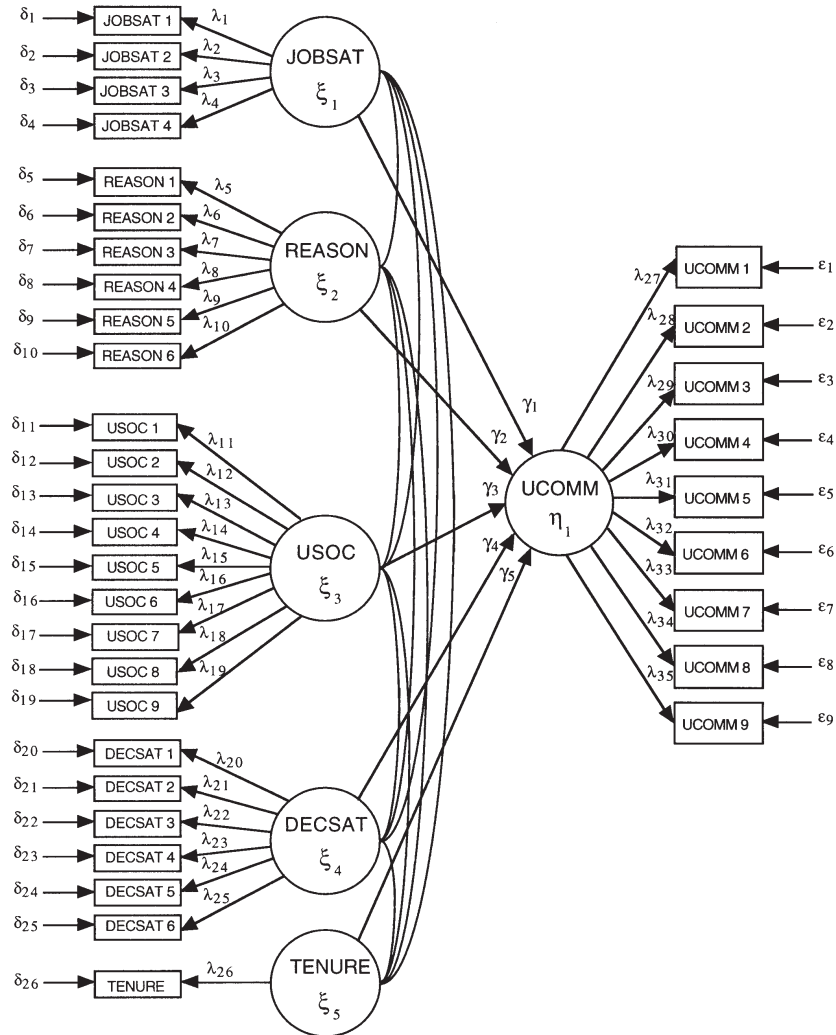 δ1 JOBSAT 1 λ1
δ2 JOBSAT 2 λ2
δ3 JOBSAT 3 λ3
δ4 JOBSAT 4 λ4
JOBSAT
ξ1
δ5 REASON 1 λ5
δ6 REASON 2 λ6
δ7 REASON 3 λ7
δ8 REASON 4 λ8
δ9 REASON 5 λ9
δ10 REASON 6 λ10
REASON
ξ2
δ11 USOC 1 λ11
δ12 USOC 2 λ12
δ13 USOC 3 λ13
δ14 USOC 4 λ14
δ15 USOC 5 λ15
δ16 USOC 6 λ16
δ17 USOC 7 λ17
δ18 USOC 8 λ18
δ19 USOC 9 λ19
USOC
ξ3
δ20 DECSAT 1 λ20
δ21 DECSAT 2 λ21
δ22 DECSAT 3 λ22
δ23 DECSAT 4 λ23
δ24 DECSAT 5 λ24
δ25 DECSAT 6 λ25
DECSAT
ξ4
δ26 TENURE λ26
TENURE
ξ5
γ1
γ2
γ3
γ4
γ5
UCOMM
η1
λ27 UCOMM 1 ε1
λ28 UCOMM 2 ε2
λ29 UCOMM 3 ε3
λ30 UCOMM 4 ε4
λ31 UCOMM 5 ε5
λ32 UCOMM 6 ε6
λ33 UCOMM 7 ε7
λ34 UCOMM 8 ε8
λ35 UCOMM 9 ε9